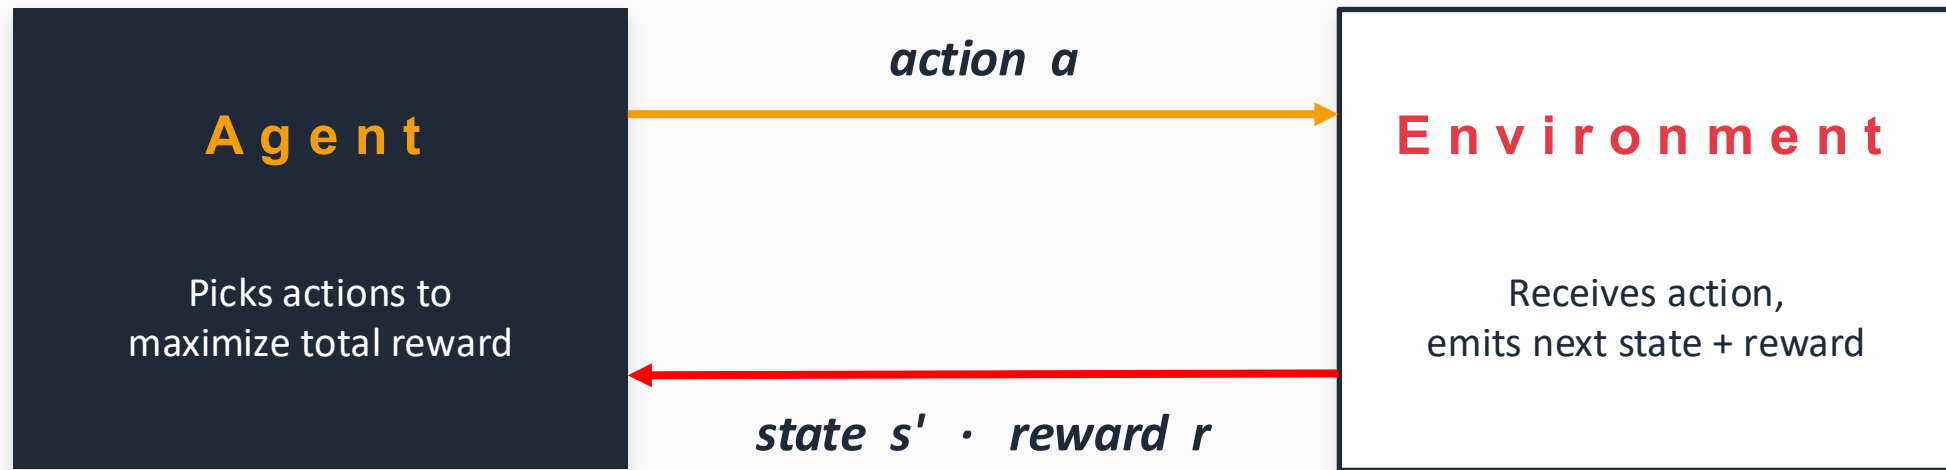 Agent
Picks actions to
maximize total reward
action a
state s' · reward r
Environment
Receives action,
emits next state + reward